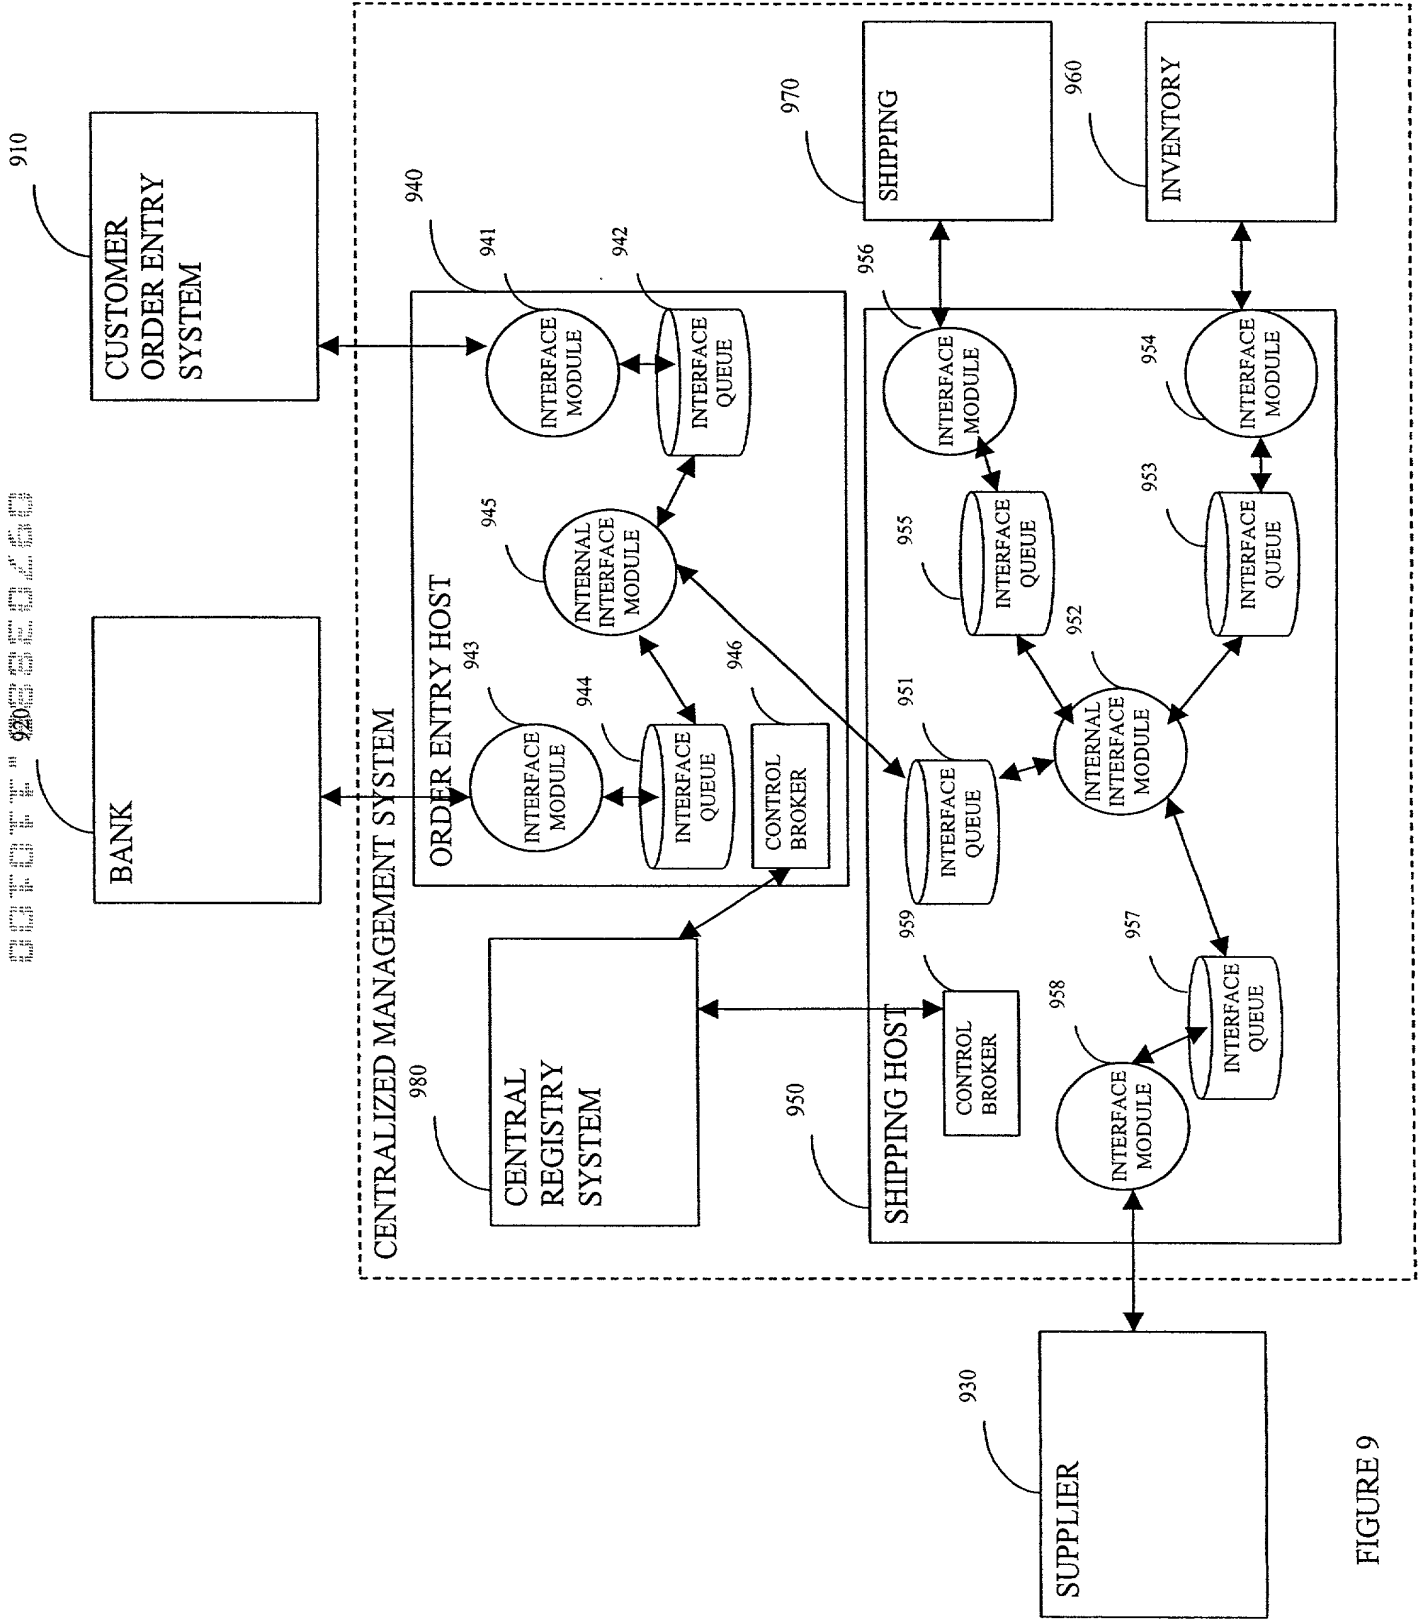 910
CUSTOMER
ORDER ENTRY
SYSTEM
920
BANK
CENTRALIZED MANAGEMENT SYSTEM
940
ORDER ENTRY HOST
941
INTERFACE
MODULE
942
INTERFACE
QUEUE
945
INTERNAL
INTERFACE
MODULE
943
INTERFACE
MODULE
944
INTERFACE
QUEUE
946
CONTROL
BROKER
980
CENTRAL
REGISTRY
SYSTEM
970
SHIPPING
960
INVENTORY
950
SHIPPING HOST
956
INTERFACE
MODULE
954
INTERFACE
MODULE
955
INTERFACE
QUEUE
953
INTERFACE
QUEUE
952
INTERNAL
INTERFACE
MODULE
951
INTERFACE
QUEUE
959
CONTROL
BROKER
957
INTERFACE
QUEUE
958
INTERFACE
MODULE
930
SUPPLIER
FIGURE 9